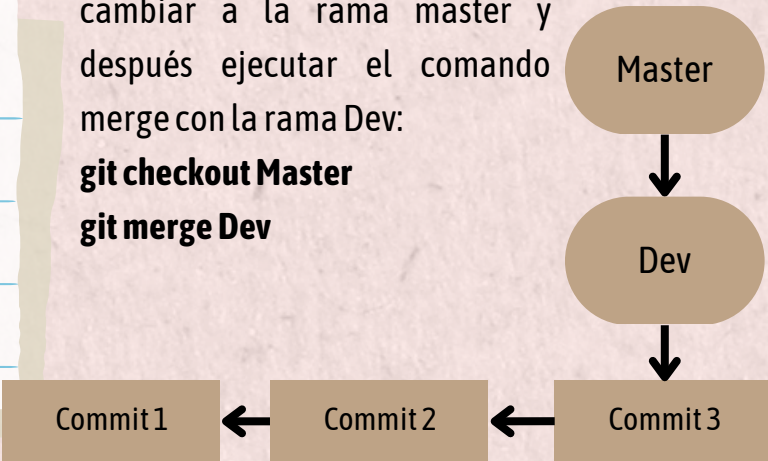 cambiar a la rama master y
después ejecutar el comando
merge con la rama Dev:
git checkout Master
git merge Dev
Master
Dev
Commit 1
Commit 2
Commit 3